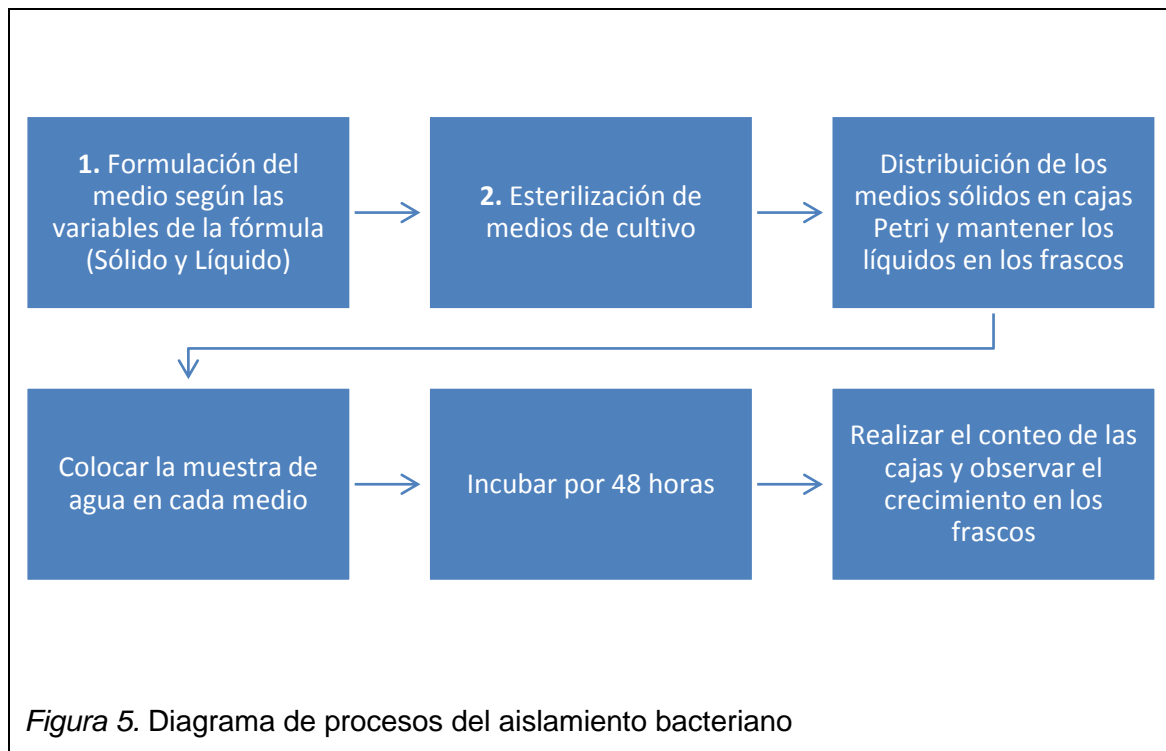 1. Formulación del
medio según las
variables de la fórmula
(Sólido y Líquido)
2. Esterilización de
medios de cultivo
Distribuición de los
medios sólidos en cajas
Petri y mantener los
líquidos en los frascos
Colocar la muestra de
agua en cada medio
Incubar por 48 horas
Realizar el conteo de las
cajas y observar el
crecimiento en los
frascos
Figura 5. Diagrama de procesos del aislamiento bacteriano